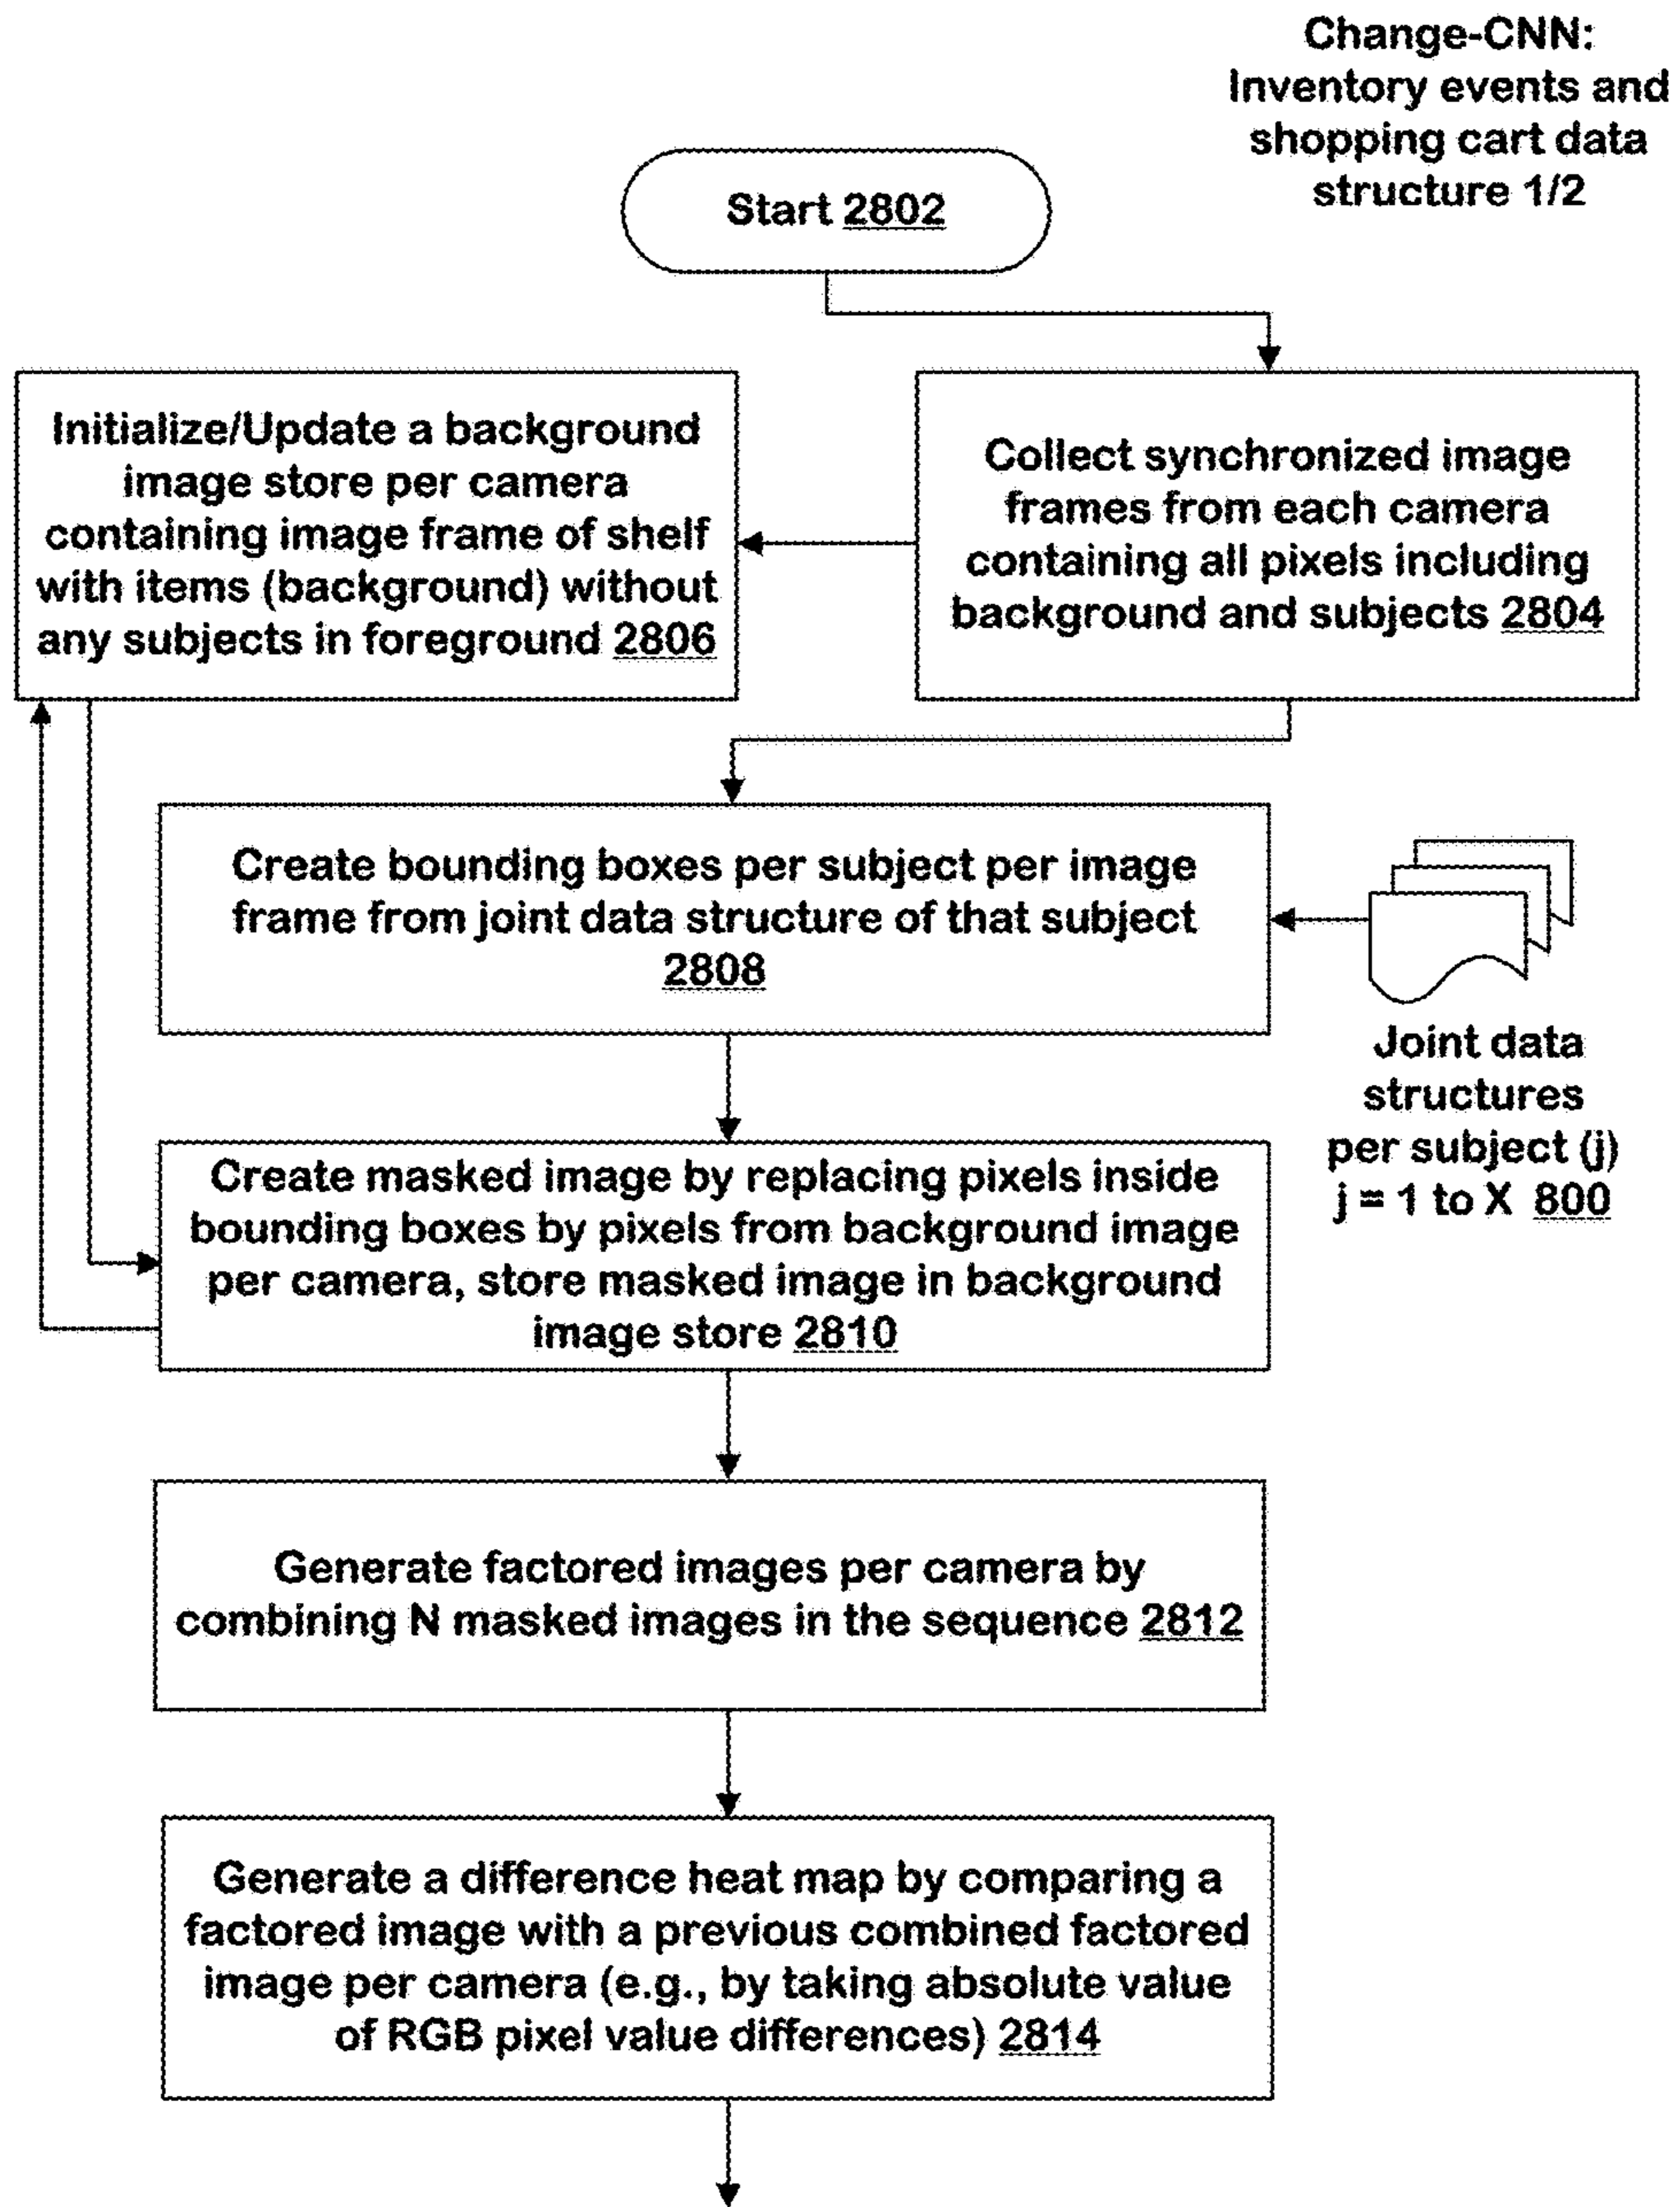 Change-CNN:
Inventory events and
shopping cart data
structure 1/2
Start 2802
Initialize/Update a background
image store per camera
containing image frame of shelf
with items (background) without
any subjects in foreground 2806
Collect synchronized image
frames from each camera
containing all pixels including
background and subjects 2804
Create bounding boxes per subject per image
frame from joint data structure of that subject
2808
Joint data
structures
per subject (j)
j = 1 to X 800
Create masked image by replacing pixels inside
bounding boxes by pixels from background image
per camera, store masked image in background
image store 2810
Generate factored images per camera by
combining N masked images in the sequence 2812
Generate a difference heat map by comparing a
factored image with a previous combined factored
image per camera (e.g., by taking absolute value
of RGB pixel value differences) 2814